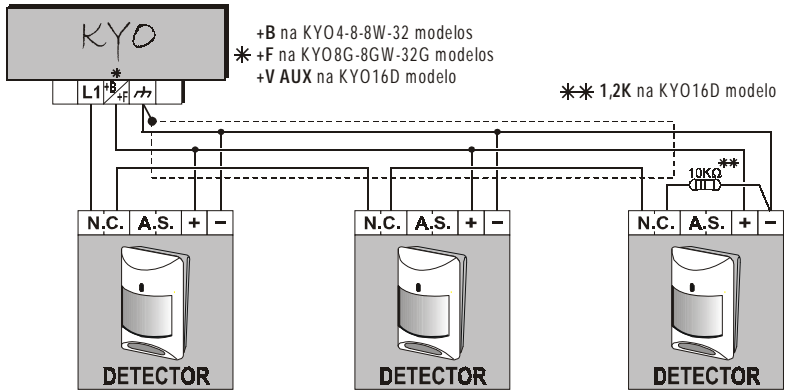 KYO
+B na KYO4-8-8W-32 modelos
* +F na KYO8G-8GW-32G modelos
+V AUX na KYO16D modelo
*
L1 +B/+F
** 1,2K na KYO16D modelo
**
10KΩ
N.C. A.S. + −
N.C. A.S. + −
N.C. A.S. + −
DETECTOR
DETECTOR
DETECTOR